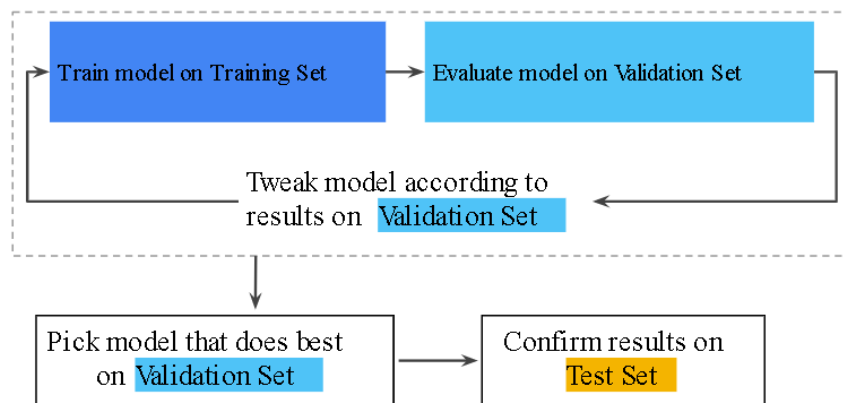 Train model on Training Set
Evaluate model on Validation Set
Tweak model according to
results on Validation Set
Pick model that does best
on Validation Set
Confirm results on
Test Set